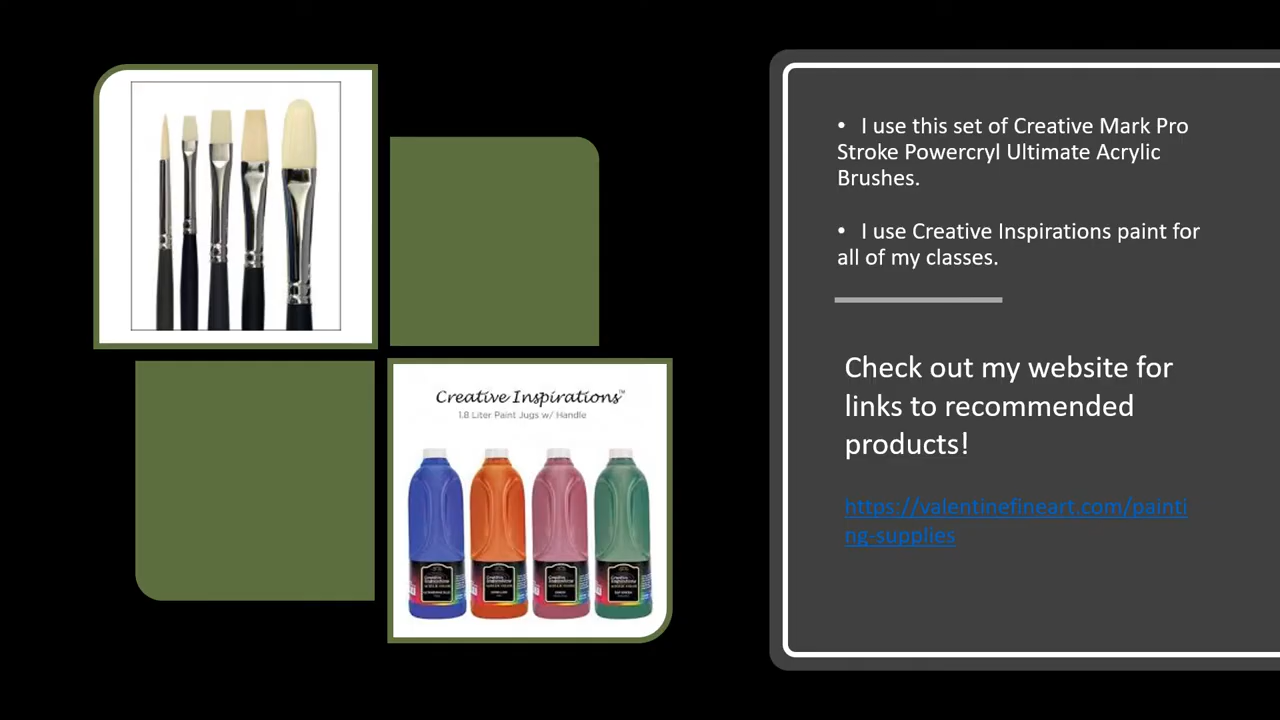 • I use this set of Creative Mark Pro
Stroke Powercryl Ultimate Acrylic
Brushes.
• I use Creative Inspirations paint for
all of my classes.
Creative Inspirations™
1.8 Liter Paint Jugs w/ Handle
Check out my website for
links to recommended
products!
https://valentinefineart.com/painti
ng-supplies